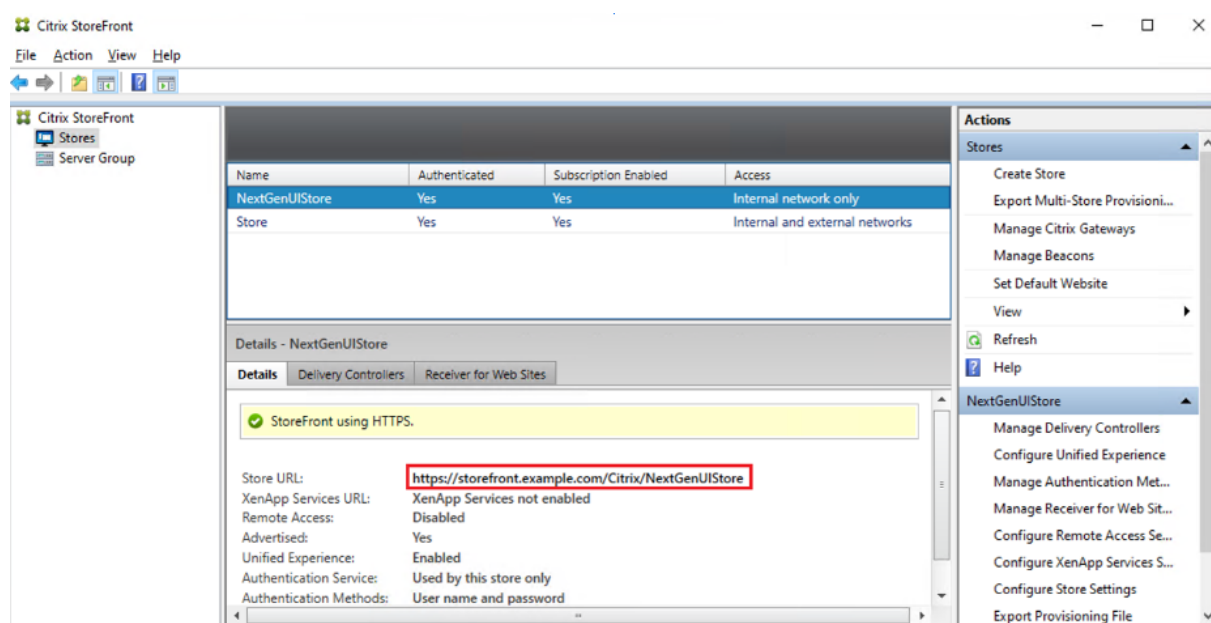 Citrix StoreFront
File Action View Help
Citrix StoreFront
Stores
Server Group
Name Authenticated Subscription Enabled Access
NextGenUIStore Yes Yes Internal network only
Store Yes Yes Internal and external networks
Details - NextGenUIStore
Details Delivery Controllers Receiver for Web Sites
StoreFront using HTTPS.
Store URL: https://storefront.example.com/Citrix/NextGenUIStore
XenApp Services URL: XenApp Services not enabled
Remote Access: Disabled
Advertised: Yes
Unified Experience: Enabled
Authentication Service: Used by this store only
Authentication Methods: User name and password
Actions
Stores
Create Store
Export Multi-Store Provisioni...
Manage Citrix Gateways
Manage Beacons
Set Default Website
View
Refresh
Help
NextGenUIStore
Manage Delivery Controllers
Configure Unified Experience
Manage Authentication Met...
Manage Receiver for Web Sit...
Configure Remote Access Se...
Configure XenApp Services S...
Configure Store Settings
Export Provisioning File